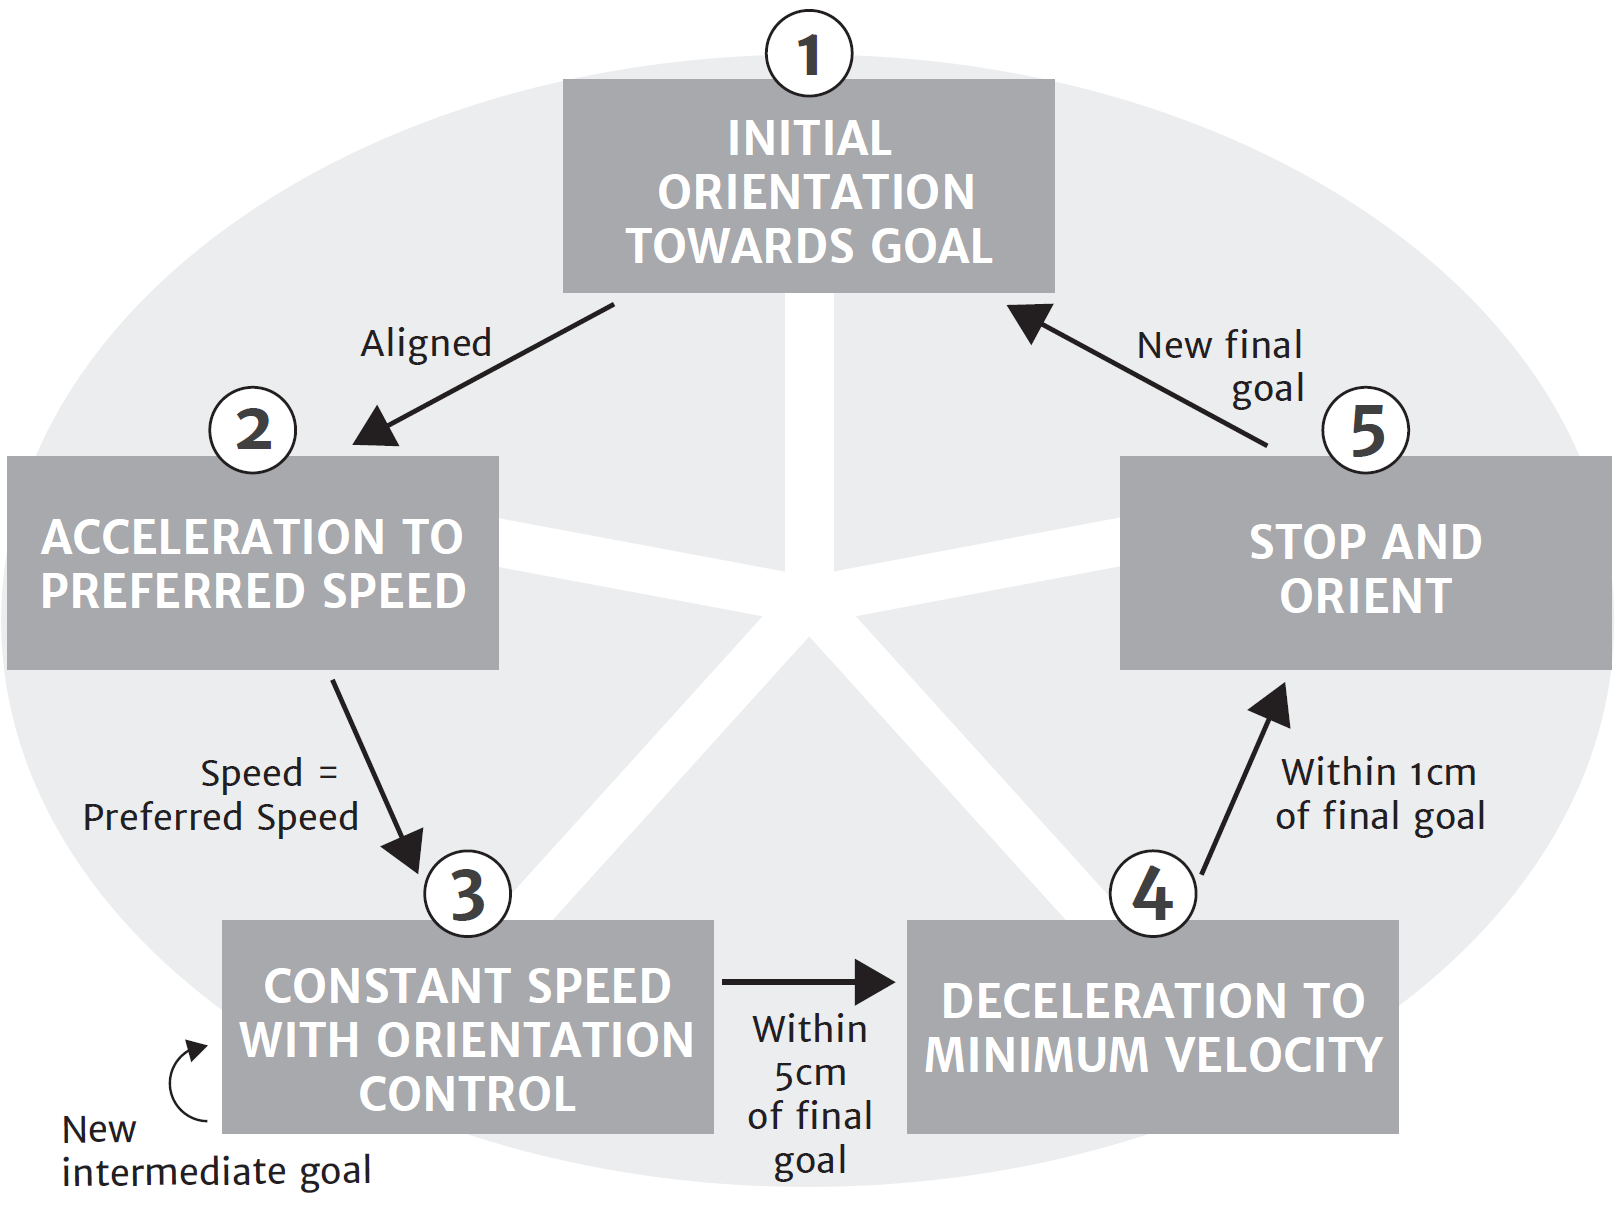 1
INITIAL
ORIENTATION
TOWARDS GOAL
Aligned
New final
goal
2
ACCELERATION TO
PREFERRED SPEED
5
STOP AND
ORIENT
Speed =
Preferred Speed
Within 1cm
of final goal
3
CONSTANT SPEED
WITH ORIENTATION
CONTROL
Within
5cm
of final
goal
4
DECELERATION TO
MINIMUM VELOCITY
New
intermediate goal